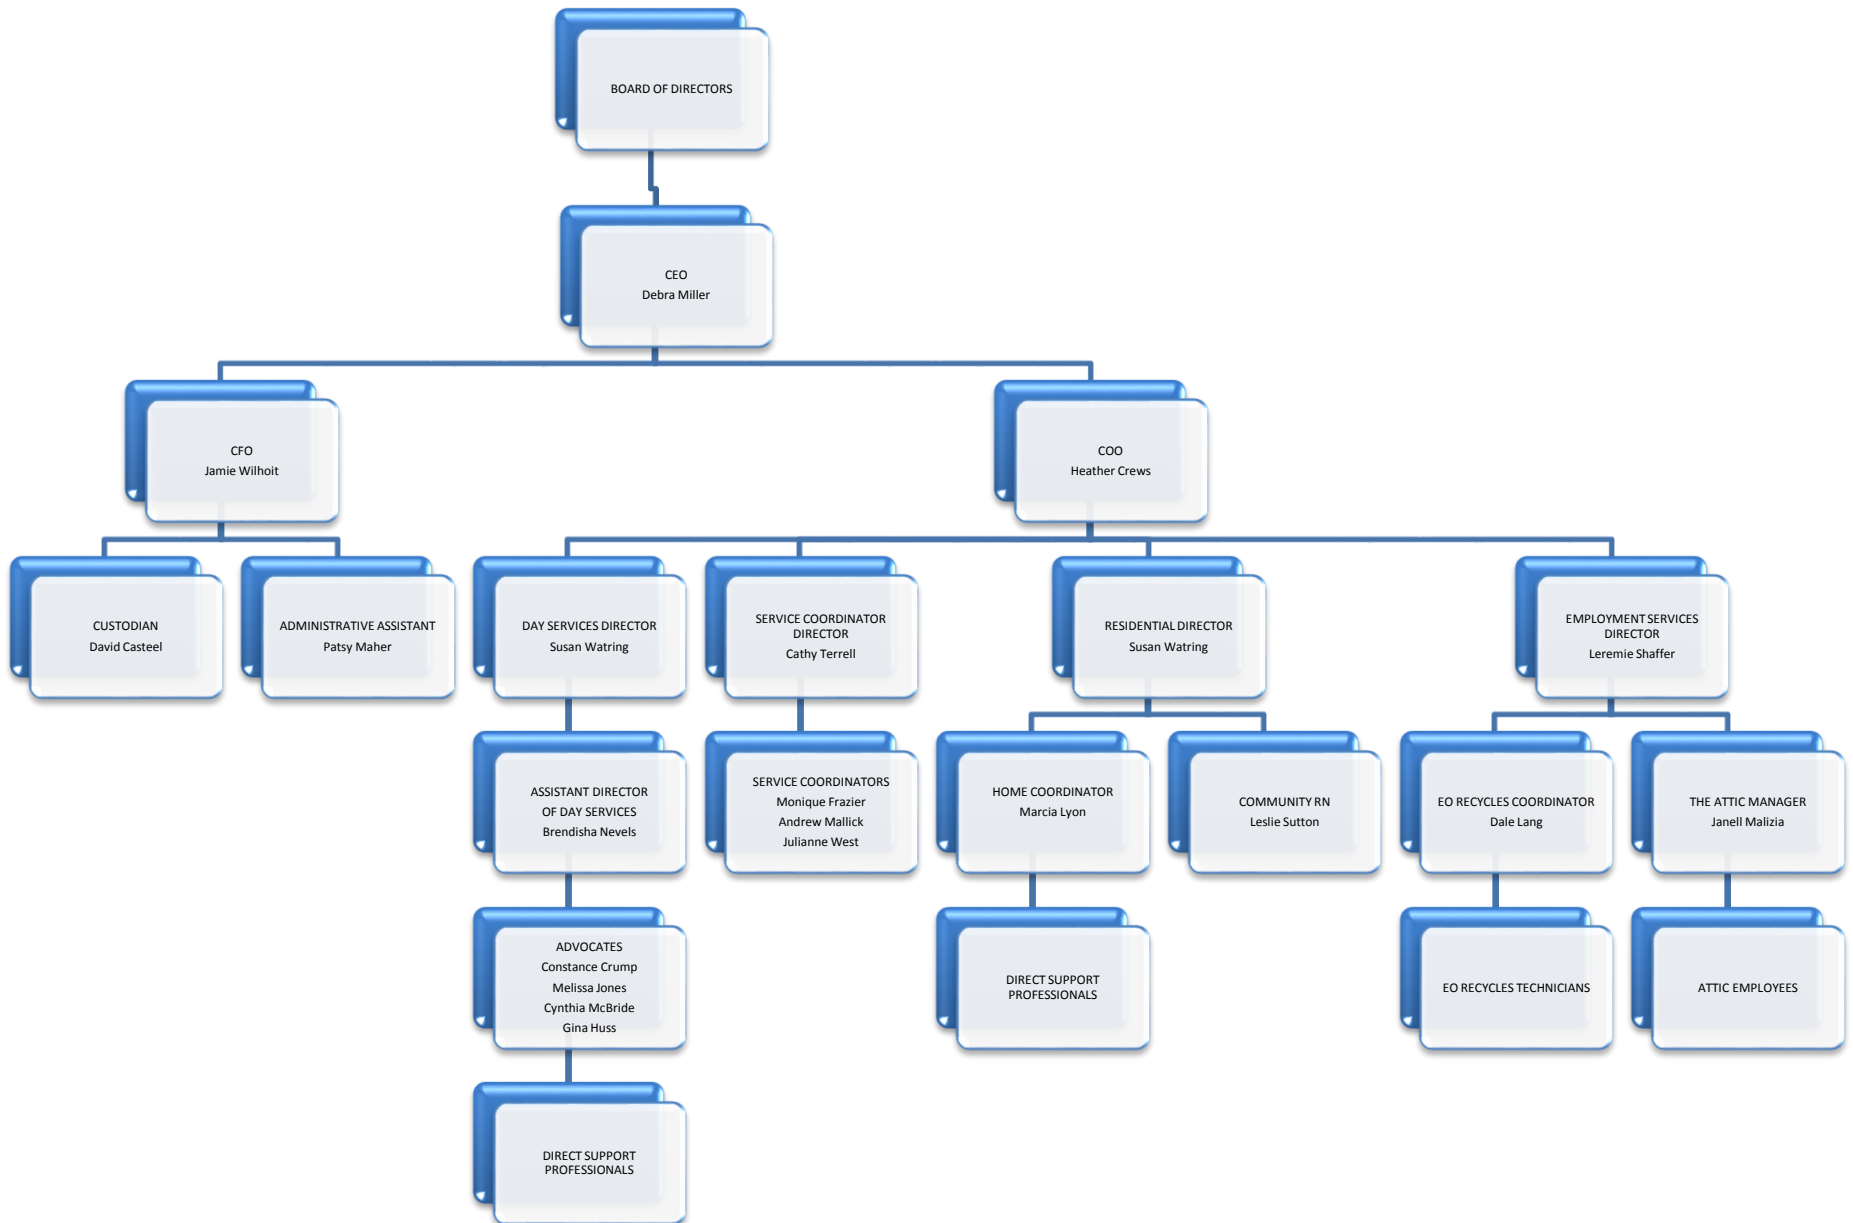 BOARD OF DIRECTORS
CEO
Debra Miller
CFO
Jamie Wilhoit
COO
Heather Crews
CUSTODIAN
David Casteel
ADMINISTRATIVE ASSISTANT
Patsy Maher
DAY SERVICES DIRECTOR
Susan Watring
SERVICE COORDINATOR
DIRECTOR
Cathy Terrell
RESIDENTIAL DIRECTOR
Susan Watring
EMPLOYMENT SERVICES
DIRECTOR
Leremie Shaffer
ASSISTANT DIRECTOR
OF DAY SERVICES
Brendisha Nevels
SERVICE COORDINATORS
Monique Frazier
Andrew Mallick
Julianne West
HOME COORDINATOR
Marcia Lyon
COMMUNITY RN
Leslie Sutton
EO RECYCLES COORDINATOR
Dale Lang
THE ATTIC MANAGER
Janell Malizia
ADVOCATES
Constance Crump
Melissa Jones
Cynthia McBride
Gina Huss
DIRECT SUPPORT
PROFESSIONALS
EO RECYCLES TECHNICIANS
ATTIC EMPLOYEES
DIRECT SUPPORT
PROFESSIONALS